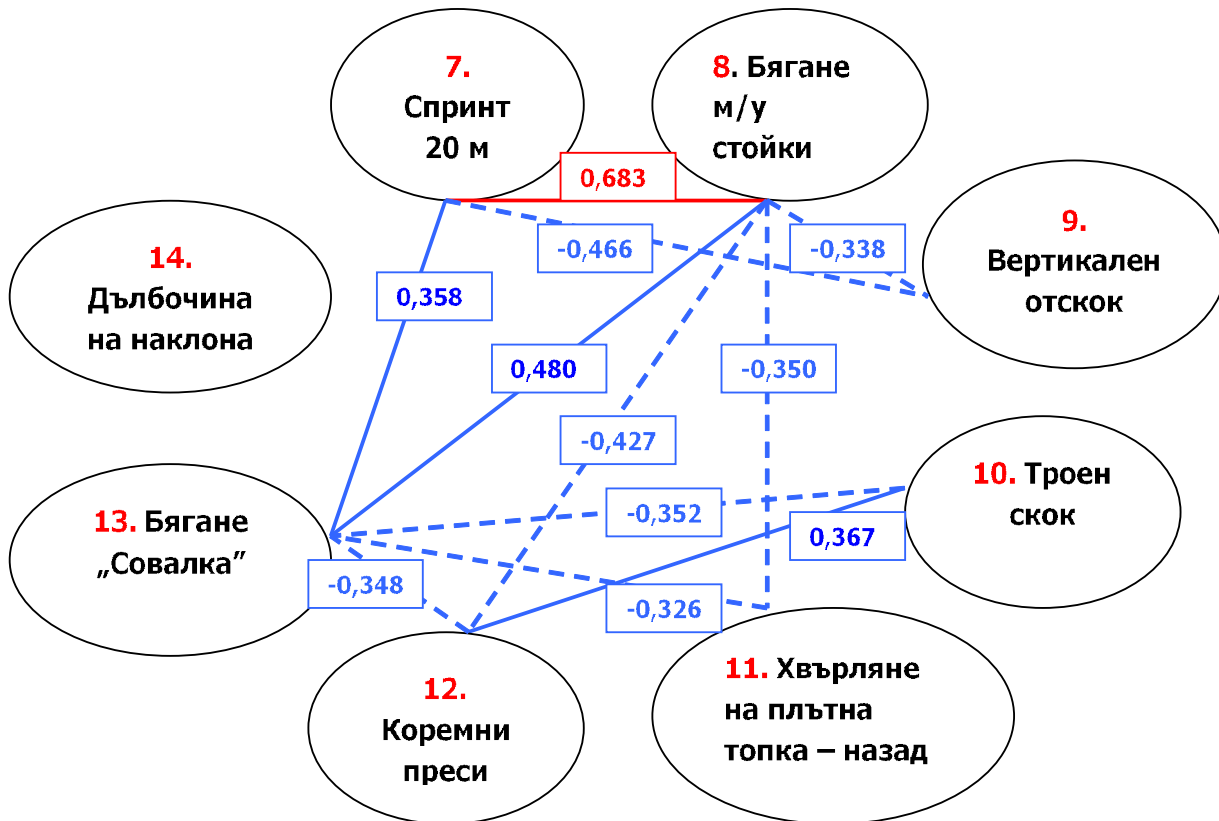 7.
Спринт
20 м
8. Бягане
м/у
стойки
0,683
-0,466
-0,338
9.
Вертикален
отскок
14.
Дълбочина
на наклона
0,358
0,480
-0,350
-0,427
10. Троен
скок
13. Бягане
„Совалка”
-0,352
0,367
-0,348
-0,326
11. Хвърляне
на плътна
топка – назад
12.
Коремни
преси